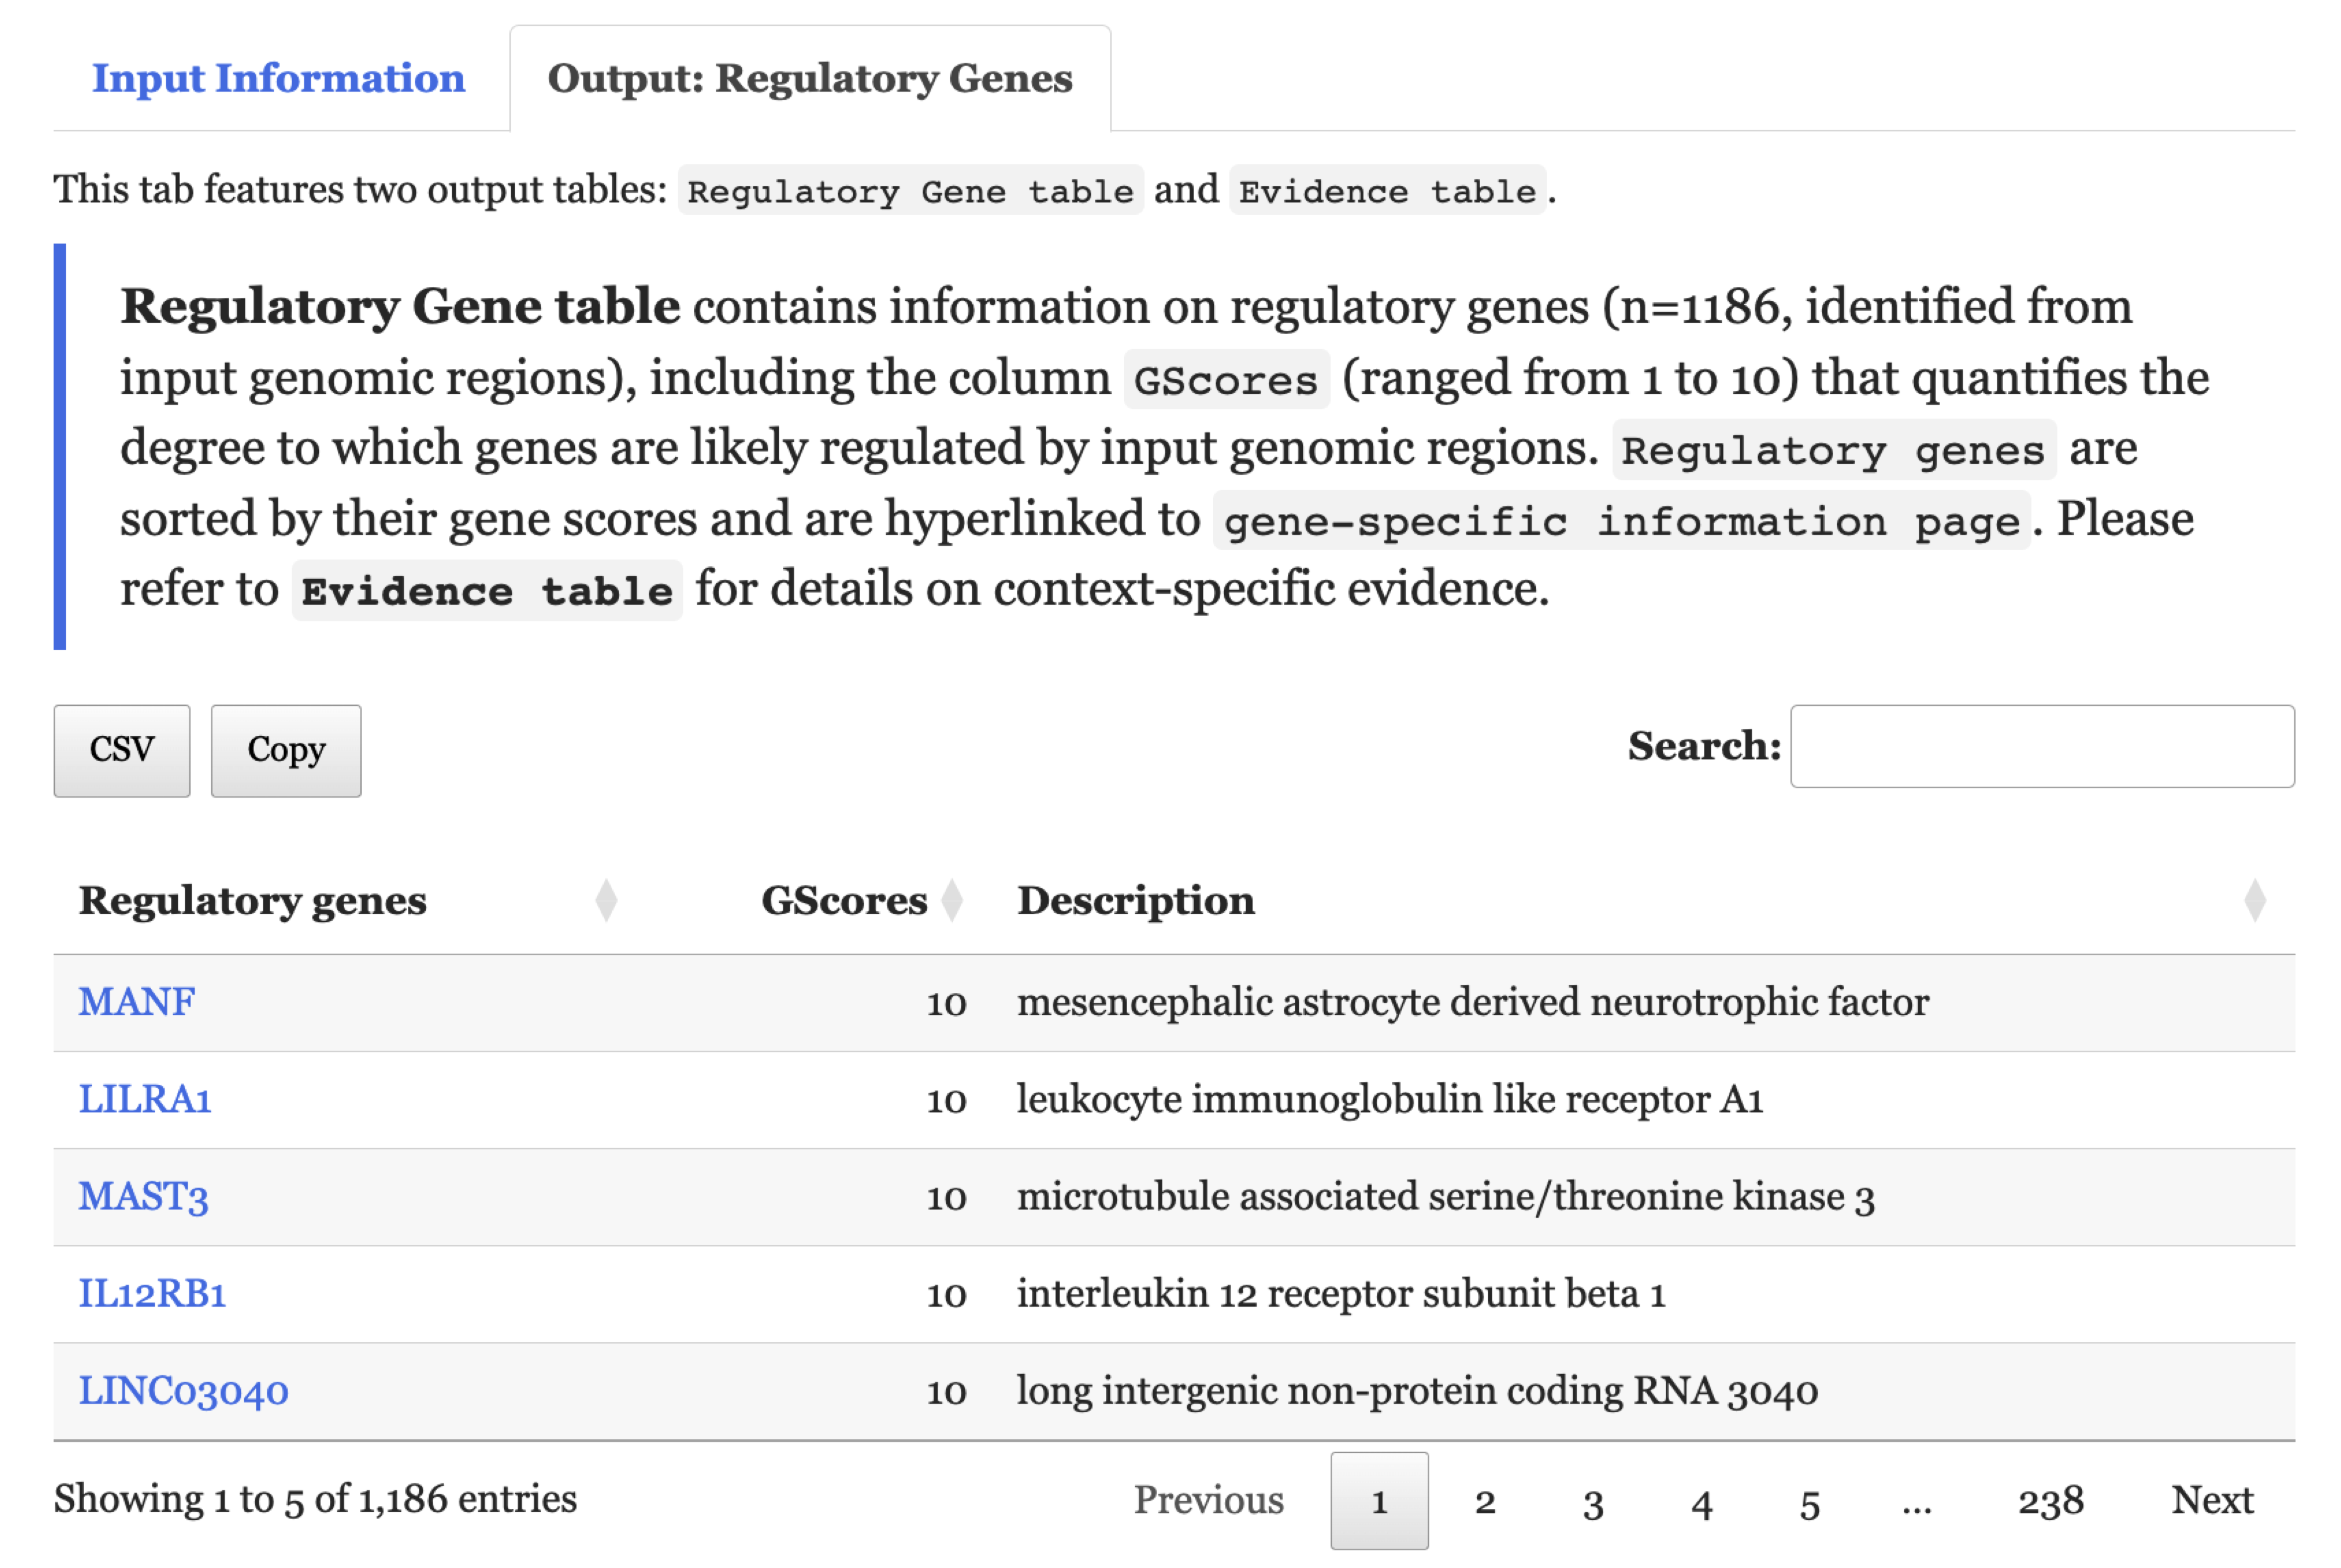 Input Information Output: Regulatory Genes
This tab features two output tables: Regulatory Gene table and Evidence table.
Regulatory Gene table contains information on regulatory genes (n=1186, identified from
input genomic regions), including the column GScores (ranged from 1 to 10) that quantifies the
degree to which genes are likely regulated by input genomic regions. Regulatory genes are
sorted by their gene scores and are hyperlinked to gene-specific information page. Please
refer to Evidence table for details on context-specific evidence.
CSV Copy Search:
Regulatory genes GScores Description
MANF 10 mesencephalic astrocyte derived neurotrophic factor
LILRA1 10 leukocyte immunoglobulin like receptor A1
MAST3 10 microtubule associated serine/threonine kinase 3
IL12RB1 10 interleukin 12 receptor subunit beta 1
LINC03040 10 long intergenic non-protein coding RNA 3040
Showing 1 to 5 of 1,186 entries Previous 1 2 3 4 5 ... 238 Next